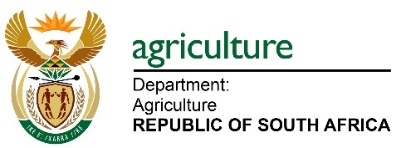 agriculture
Department:
Agriculture
REPUBLIC OF SOUTH AFRICA